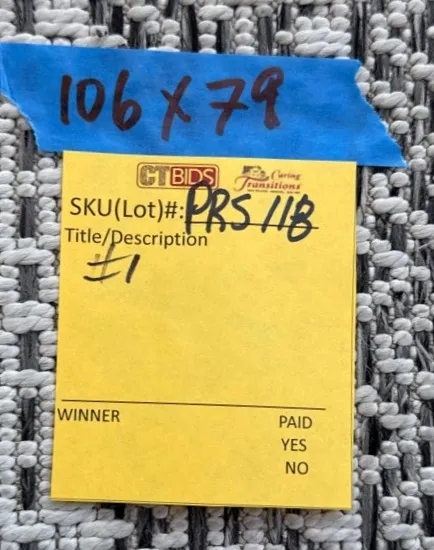 106 x 79
CTBIDS Caring Transitions
SKU(Lot)#: PRS 118
Title/Description
#1
WINNER PAID
YES
NO